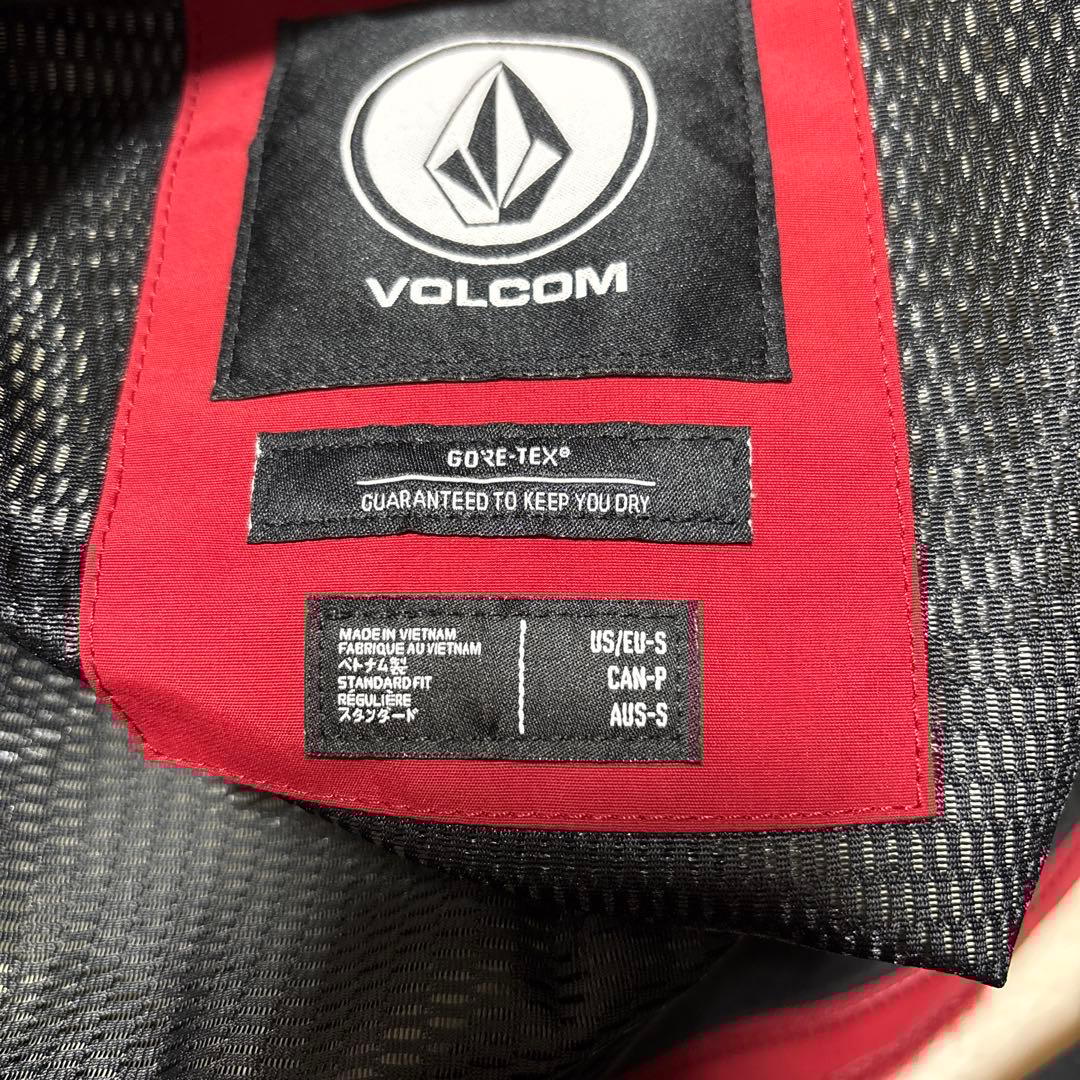 VOLCOM
GORE-TEX®
GUARANTEED TO KEEP YOU DRY
MADE IN VIETNAM
FABRIQUE AU VIETNAM
ベトナム製
STANDARD FIT
RÉGULIÈRE
スタンダード
US/EU-S
CAN-P
AUS-S